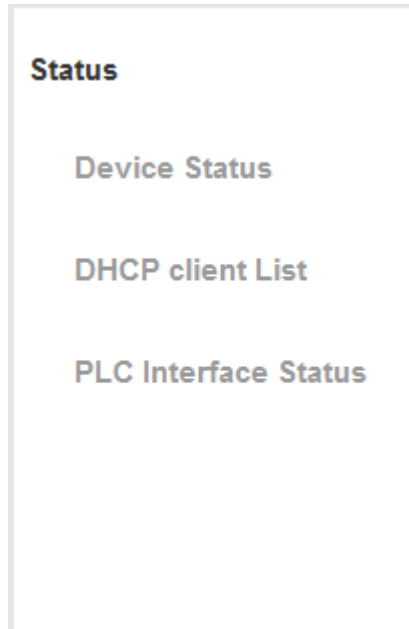 Status
Device Status
DHCP client List
PLC Interface Status